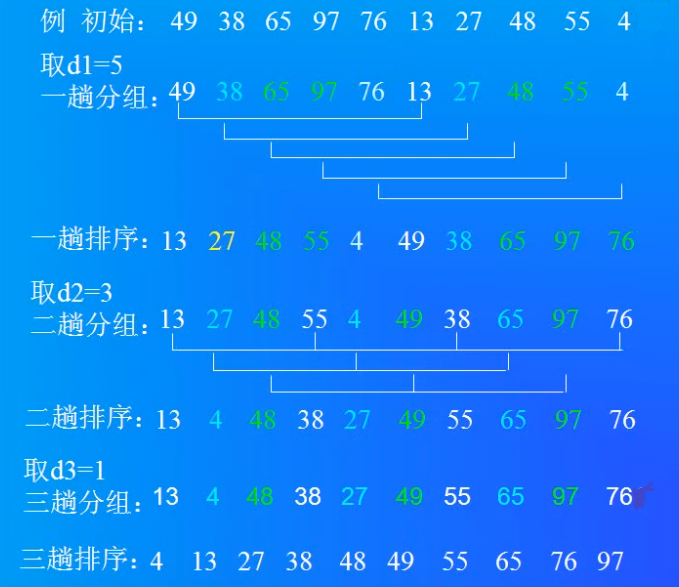 例 初始： 49 38 65 97 76 13 27 48 55 4
取d1=5
一趟分组：49 38 65 97 76 13 27 48 55 4
一趟排序：13 27 48 55 4 49 38 65 97 76
取d2=3
二趟分组：13 27 48 55 4 49 38 65 97 76
二趟排序：13 4 48 38 27 49 55 65 97 76
取d3=1
三趟分组：13 4 48 38 27 49 55 65 97 76
三趟排序：4 13 27 38 48 49 55 65 76 97